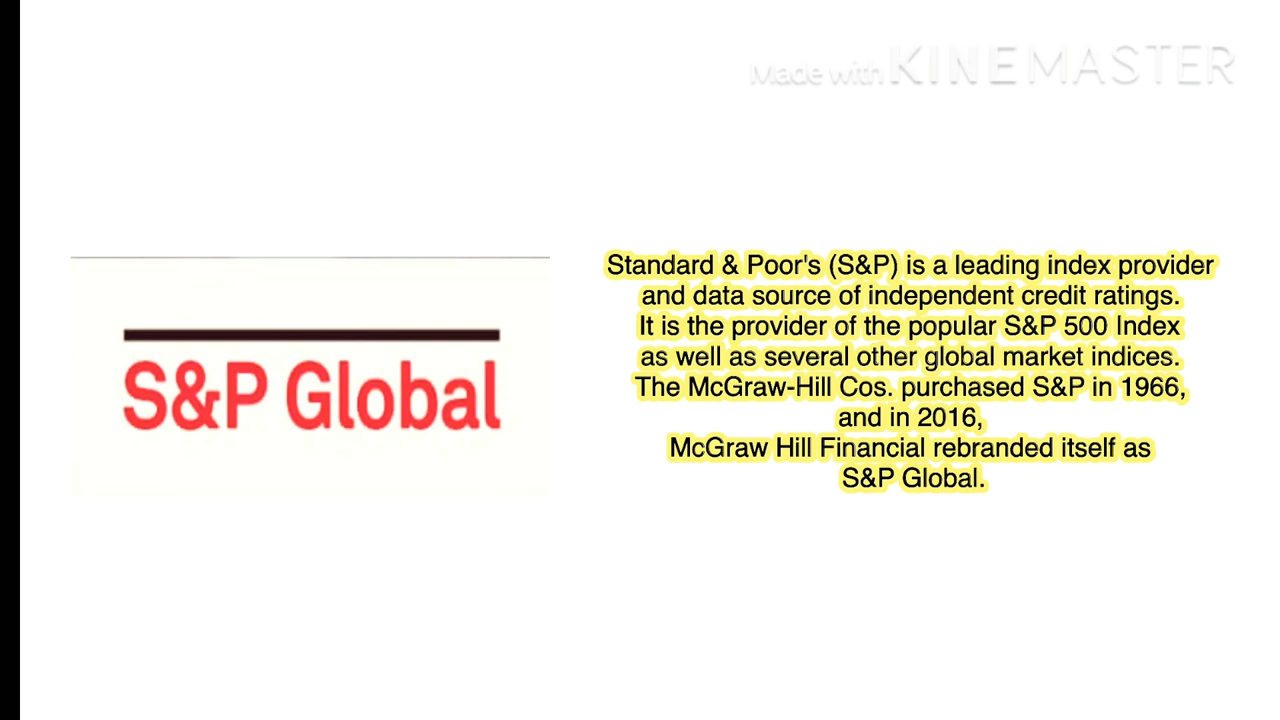 Made with KINEMASTER
S&P Global
Standard & Poor's (S&P) is a leading index provider
and data source of independent credit ratings.
It is the provider of the popular S&P 500 Index
as well as several other global market indices.
The McGraw-Hill Cos. purchased S&P in 1966,
and in 2016,
McGraw Hill Financial rebranded itself as
S&P Global.